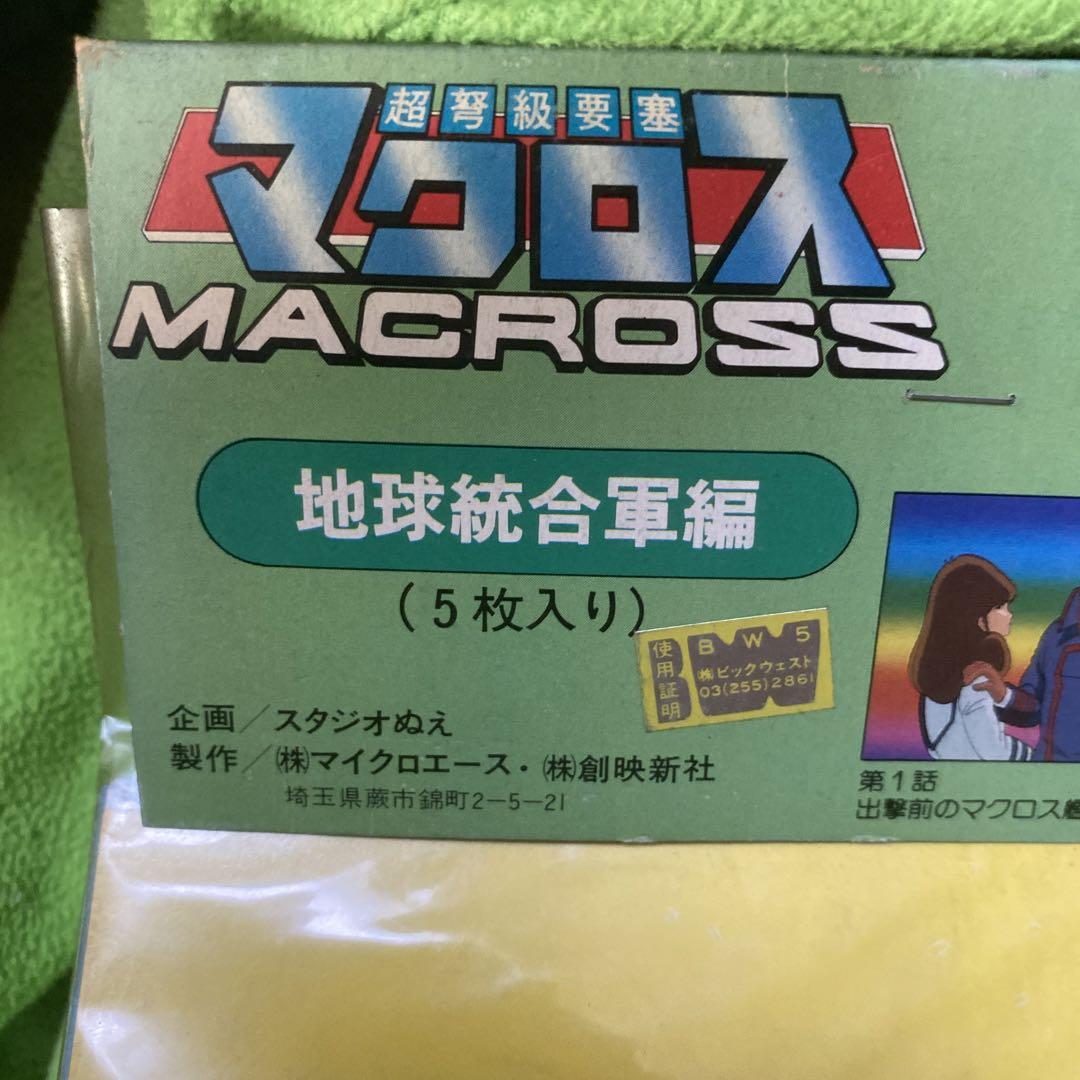 超弩級要塞
マクロス
MACROSS
地球統合軍編
(5枚入り)
使用証明
BW5
㈱ビックウェスト
03(255)2861
企画/スタジオぬえ
製作/㈱マイクロエース・㈱創映新社
埼玉県蕨市錦町2-5-21
第1話
出撃前のマクロス艦